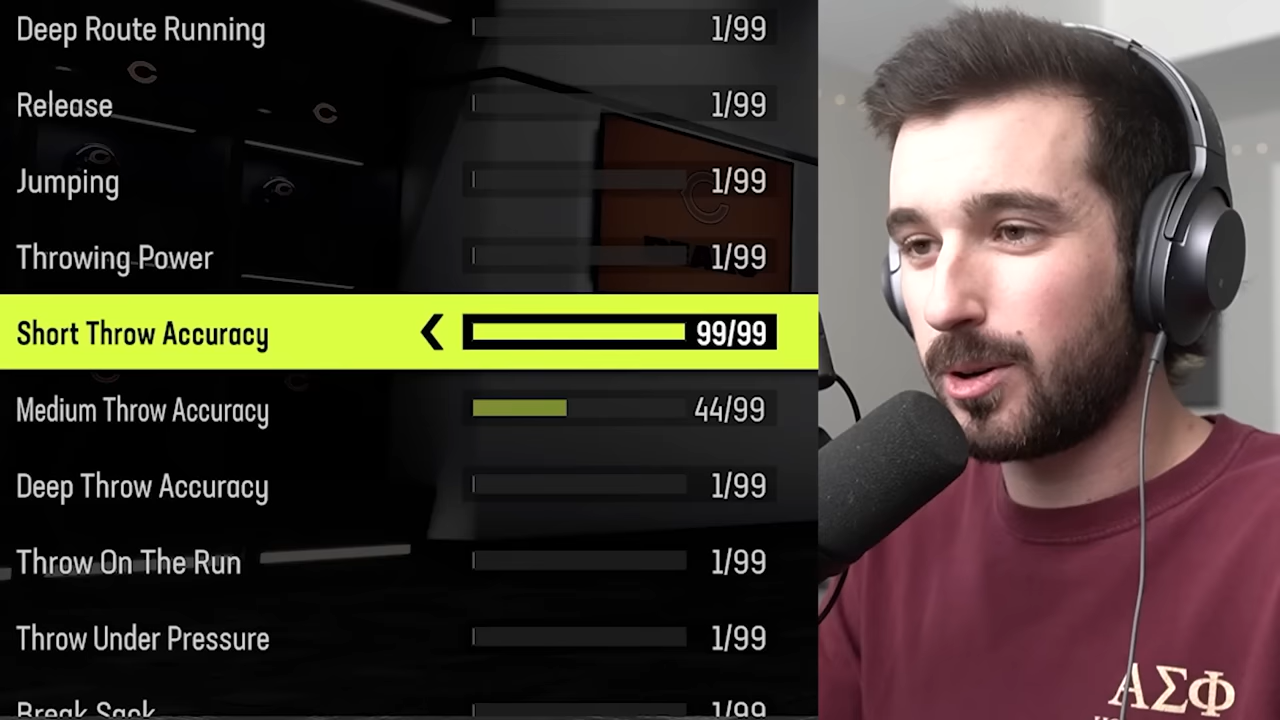 Deep Route Running 1/99
Release 1/99
Jumping 1/99
Throwing Power 1/99
Short Throw Accuracy 99/99
Medium Throw Accuracy 44/99
Deep Throw Accuracy 1/99
Throw On The Run 1/99
Throw Under Pressure 1/99
Break Sack 1/99
ΑΣΦ